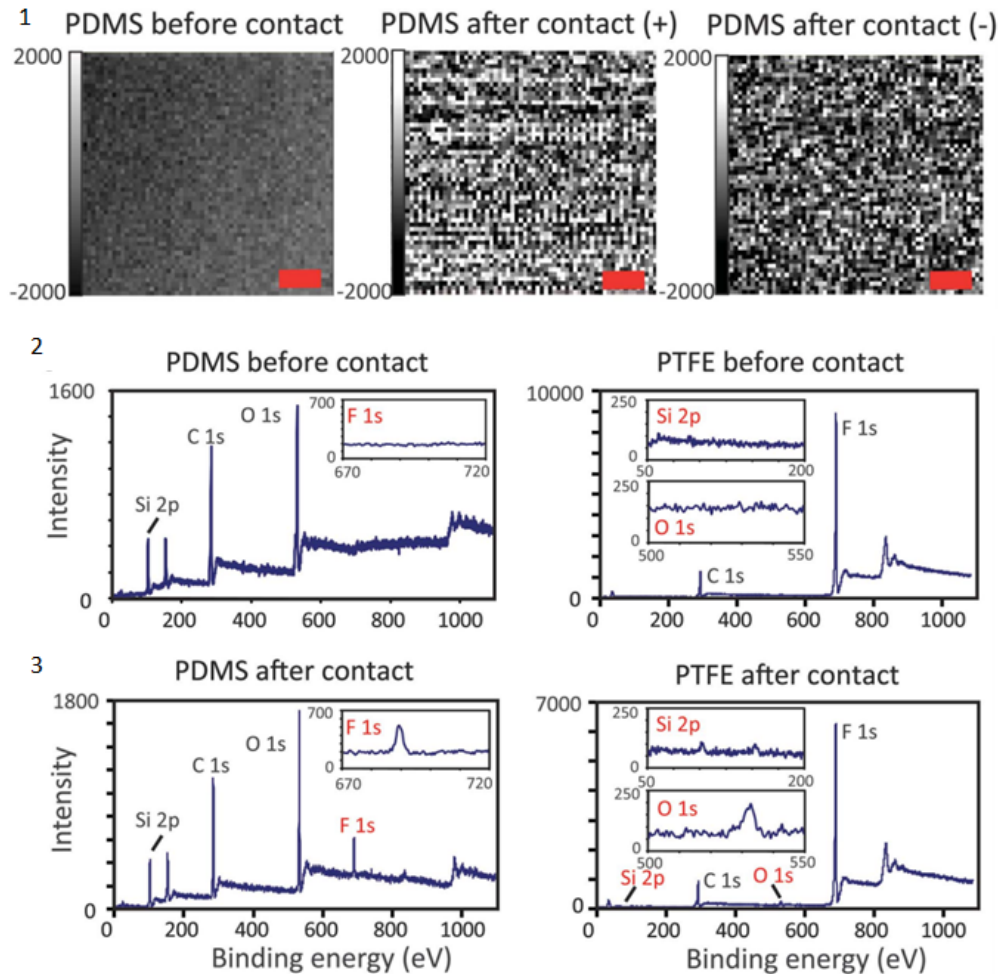 1
PDMS before contact
PDMS after contact (+)
PDMS after contact (-)
2000
-2000
2000
-2000
2000
-2000
2
PDMS before contact
1600
0
Intensity
Si 2p
C 1s
O 1s
F 1s
700
0
670
720
0
200
400
600
800
1000
PTFE before contact
10000
0
Si 2p
250
0
50
200
O 1s
250
0
500
550
C 1s
F 1s
0
200
400
600
800
1000
3
PDMS after contact
1800
0
Intensity
Si 2p
C 1s
O 1s
F 1s
700
0
670
720
F 1s
0
200
400
600
800
1000
Binding energy (eV)
PTFE after contact
7000
0
Si 2p
250
0
50
200
O 1s
250
0
500
550
Si 2p
C 1s
O 1s
F 1s
0
200
400
600
800
1000
Binding energy (eV)